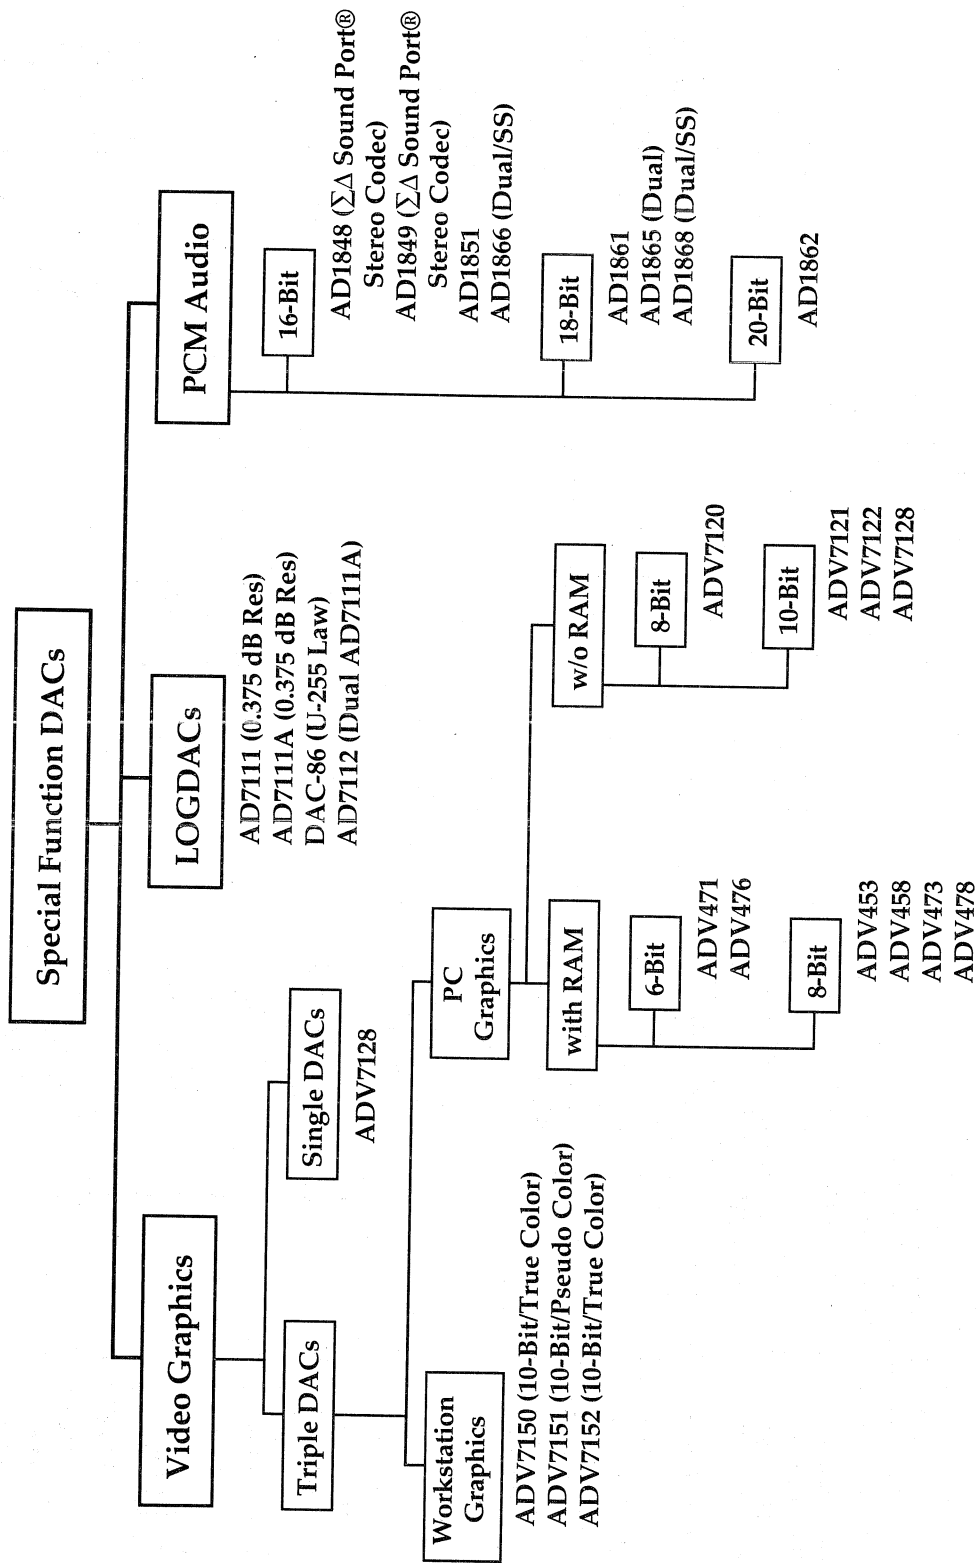 Special Function DACs
Video Graphics
LOGDACs
PCM Audio
AD7111 (0.375 dB Res)
AD7111A (0.375 dB Res)
DAC-86 (U-255 Law)
AD7112 (Dual AD7111A)
16-Bit
AD1848 (∑∆ Sound Port®
Stereo Codec)
AD1849 (∑∆ Sound Port®
Stereo Codec)
AD1851
AD1866 (Dual/SS)
18-Bit
AD1861
AD1865 (Dual)
AD1868 (Dual/SS)
20-Bit
AD1862
Triple DACs
Single DACs
ADV7128
Workstation
Graphics
ADV7150 (10-Bit/True Color)
ADV7151 (10-Bit/Pseudo Color)
ADV7152 (10-Bit/True Color)
PC
Graphics
with RAM
6-Bit
ADV471
ADV476
8-Bit
ADV453
ADV458
ADV473
ADV478
w/o RAM
8-Bit
ADV7120
10-Bit
ADV7121
ADV7122
ADV7128